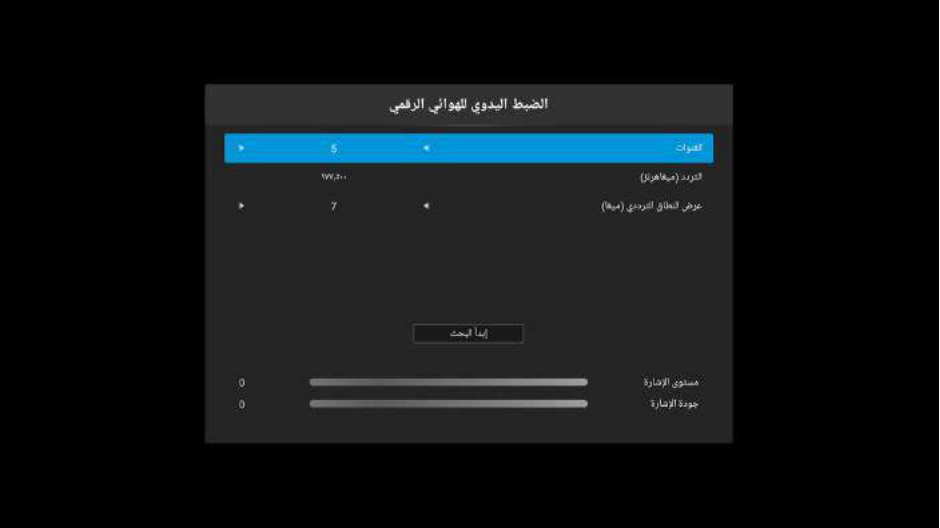 الضبط اليدوي للهوائي الرقمي
القنوات ◄ 5 ►
التردد (ميغاهرتز) ١٧٧,٥٠٠
عرض النطاق الترددي (ميغا) ◄ 7 ►
إبدأ البحث
مستوى الإشارة 0
جودة الإشارة 0